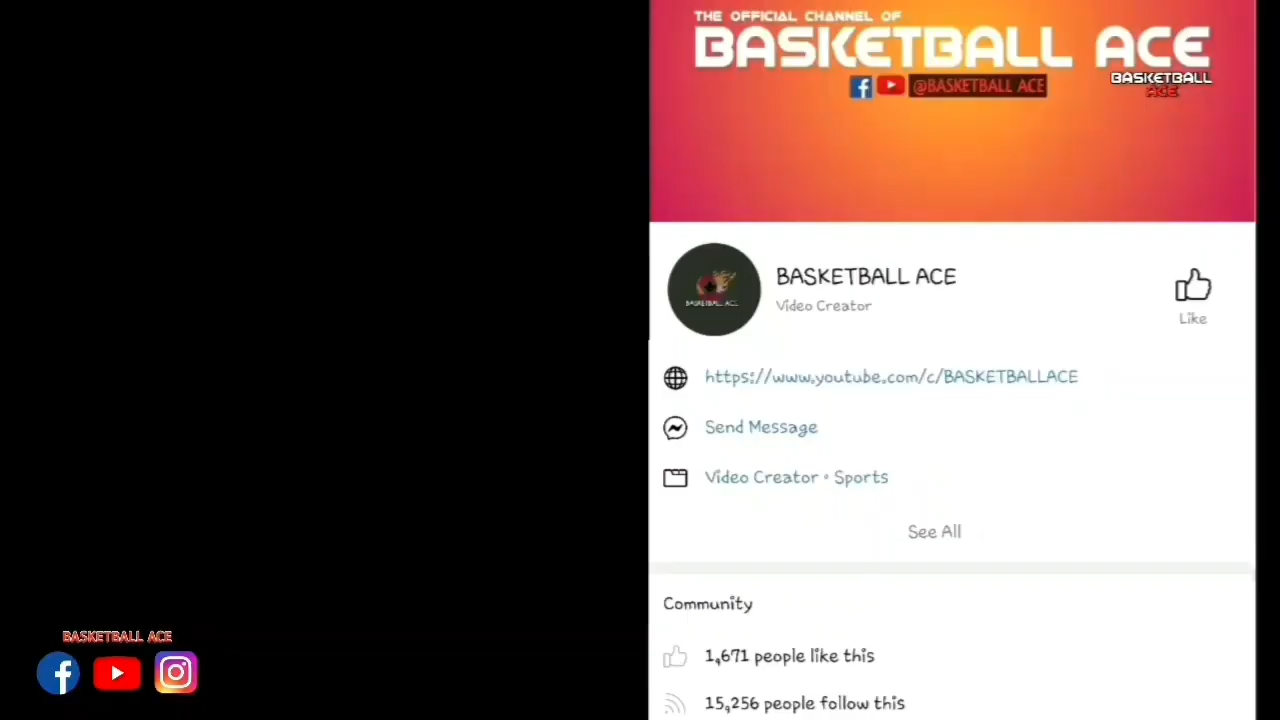 THE OFFICIAL CHANNEL OF
BASKETBALL ACE
@BASKETBALL ACE
BASKETBALL
ACE
BASKETBALL ACE
BASKETBALL ACE
Video Creator
Like
https://www.youtube.com/c/BASKETBALLACE
Send Message
Video Creator • Sports
See All
Community
1,671 people like this
15,256 people follow this
BASKETBALL ACE